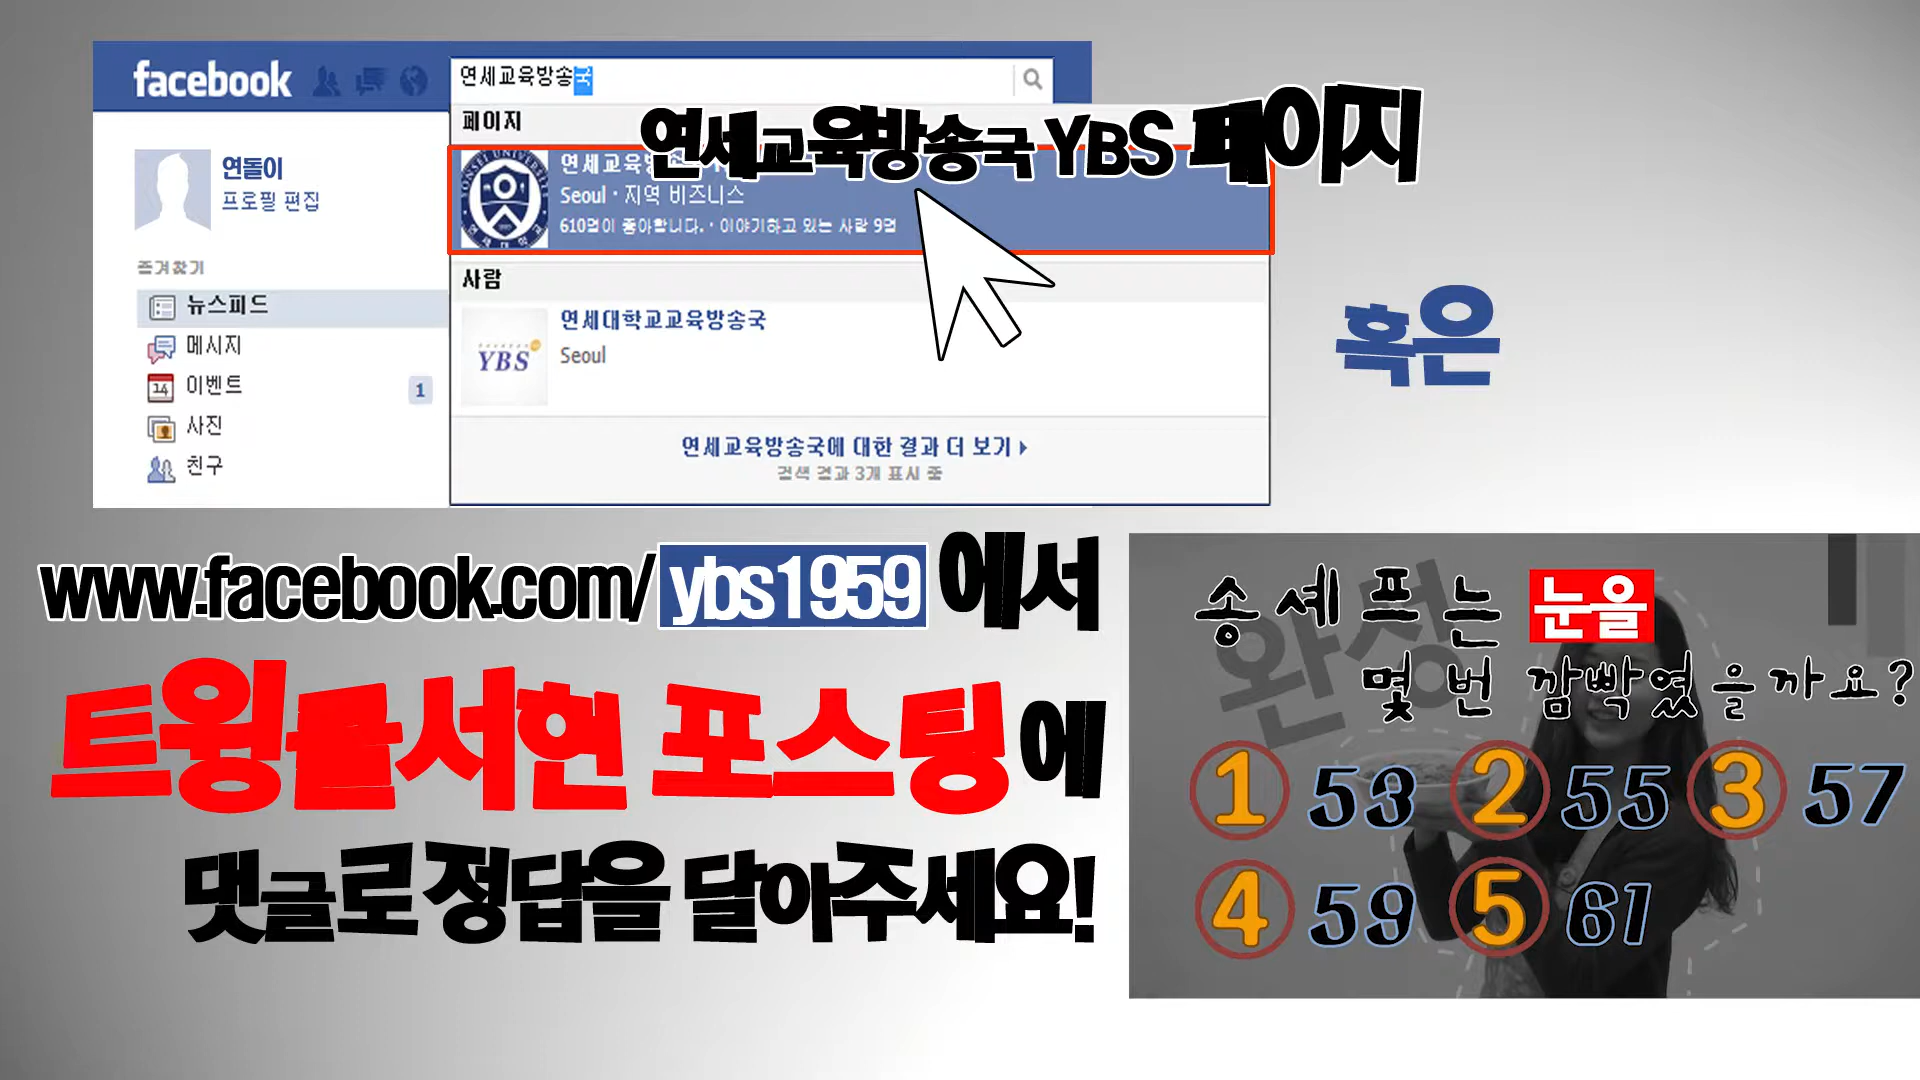 facebook
연세교육방송국
페이지
연세교육방송국 YBS 페이지
연세교육방
Seoul · 지역 비즈니스
610명이 좋아합니다. · 이야기하고 있는 사람 9명
연돌이
프로필 편집
즐겨찾기
뉴스피드
메시지
이벤트
1
사진
친구
사람
연세대학교교육방송국
YBS
Seoul
연세교육방송국에 대한 결과 더 보기
검색 결과 3개 표시 중
혹은
www.facebook.com/ybs1959 에서
트윙클서현 포스팅에
댓글로 정답을 달아주세요!
완성
송셰프는 눈을
몇 번 깜빡였을까요?
1 53 2 55 3 57
4 59 5 61